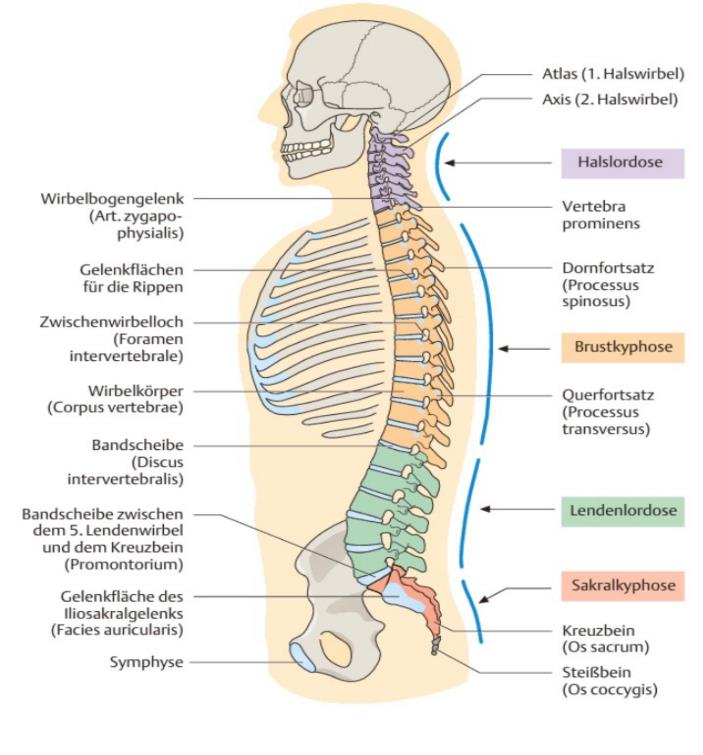 Atlas (1. Halswirbel)
Axis (2. Halswirbel)
Halslordose
Wirbelbogengelenk
(Art. zygapo-
physialis)
Vertebra
prominens
Gelenkflächen
für die Rippen
Dornfortsatz
(Processus
spinosus)
Zwischenwirbelloch
(Foramen
intervertebrale)
Brustkyphose
Wirbelkörper
(Corpus vertebrae)
Querfortsatz
(Processus
transversus)
Bandscheibe
(Discus
intervertebralis)
Bandscheibe zwischen
dem 5. Lendenwirbel
und dem Kreuzbein
(Promontorium)
Lendenlordose
Gelenkfläche des
Iliosakralgelenks
(Facies auricularis)
Sakralkyphose
Kreuzbein
(Os sacrum)
Symphyse
Steißbein
(Os coccygis)